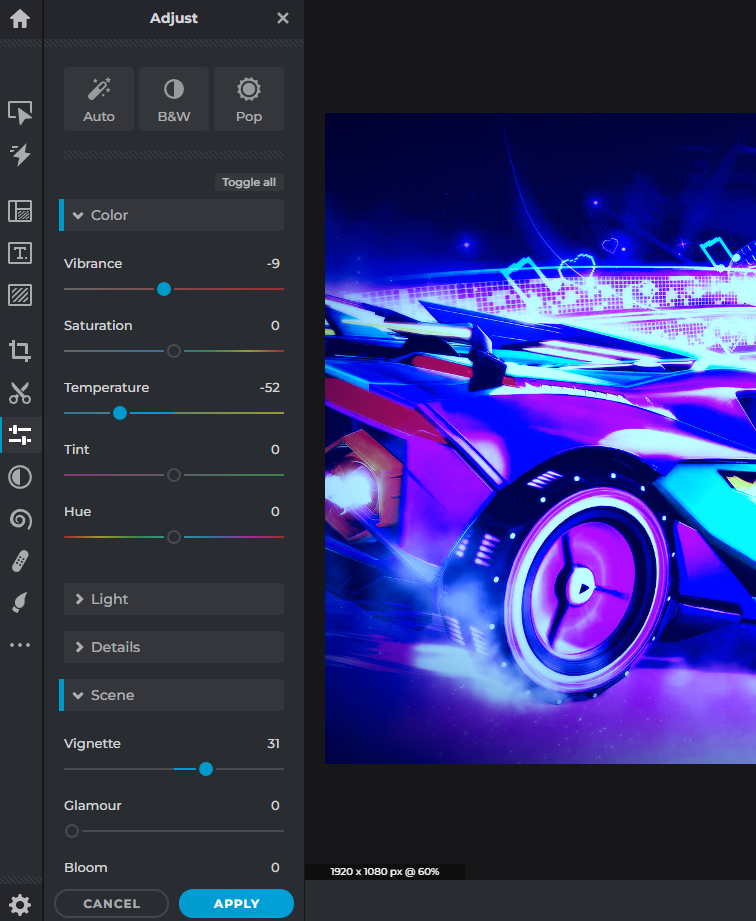 Adjust
Auto
B&W
Pop
Toggle all
Color
Vibrance -9
Saturation 0
Temperature -52
Tint 0
Hue 0
Light
Details
Scene
Vignette 31
Glamour 0
Bloom 0
CANCEL
APPLY
1920 x 1080 px @ 60%